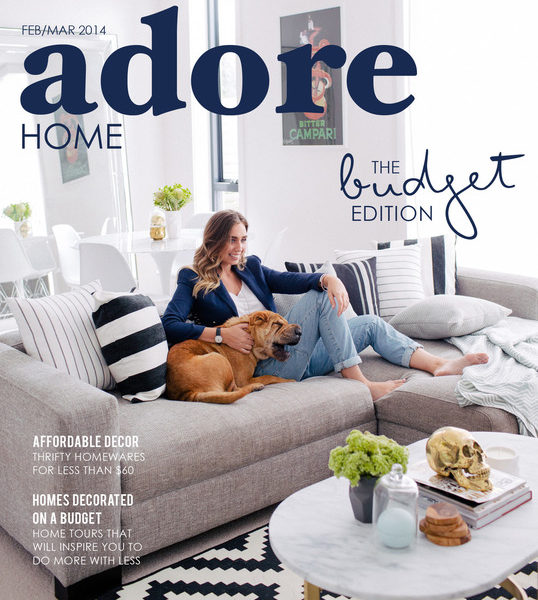 FEB/MAR 2014
adore
HOME
BITTER
CAMPARI
THE
budget
EDITION
AFFORDABLE DECOR
THRIFTY HOMEWARES
FOR LESS THAN $60
HOMES DECORATED
ON A BUDGET
HOME TOURS THAT
WILL INSPIRE YOU TO
DO MORE WITH LESS